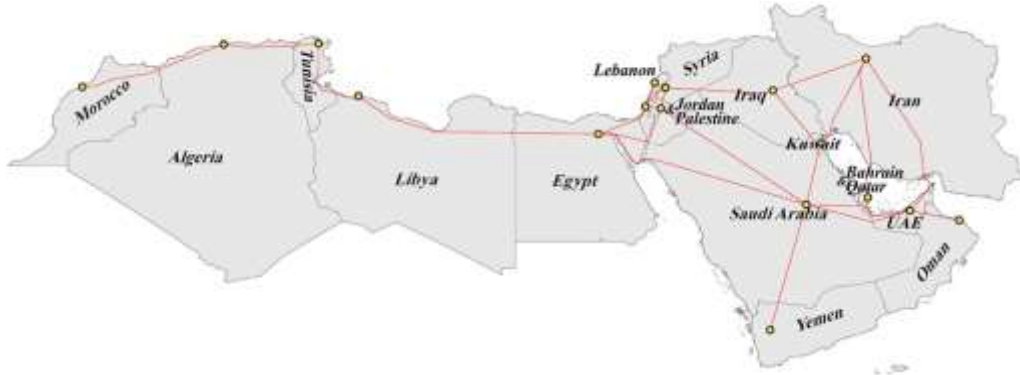 Morocco
Algeria
Tunisia
Libya
Egypt
Lebanon
Syria
Jordan
Palestine
Iraq
Iran
Kuwait
Bahrain
Qatar
Saudi Arabia
UAE
Oman
Yemen